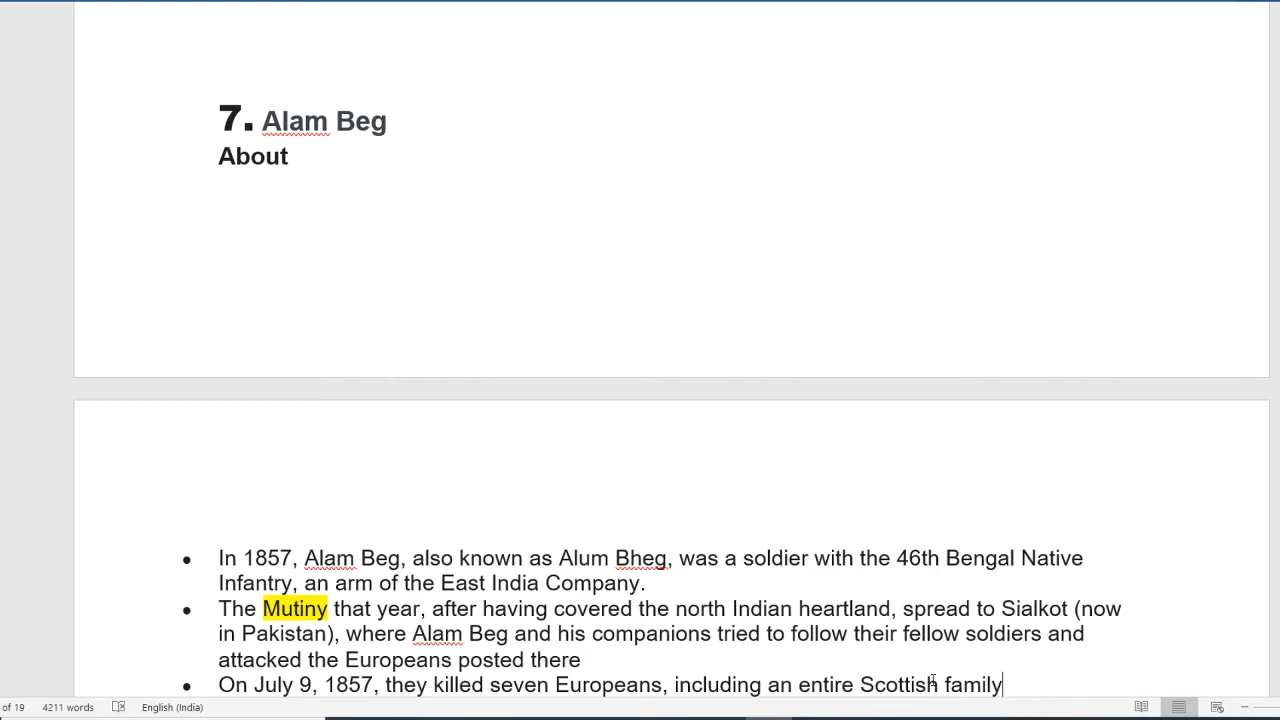 7. Alam Beg
About
• In 1857, Alam Beg, also known as Alum Bheg, was a soldier with the 46th Bengal Native
Infantry, an arm of the East India Company.
• The Mutiny that year, after having covered the north Indian heartland, spread to Sialkot (now
in Pakistan), where Alam Beg and his companions tried to follow their fellow soldiers and
attacked the Europeans posted there
• On July 9, 1857, they killed seven Europeans, including an entire Scottish family
of 19 4211 words English (India)